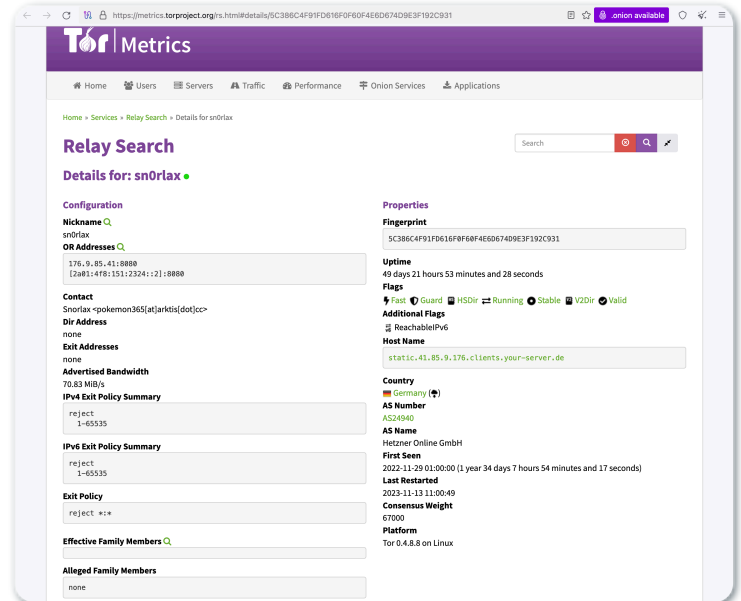 https://metrics.torproject.org/rs.html#details/5C386C4F91FD616F0F60F4E6D674D9E3F192C931
.onion available
Tor Metrics
Home
Users
Servers
Traffic
Performance
Onion Services
Applications
Home » Services » Relay Search » Details for sn0rlax
Relay Search
Search
Details for: sn0rlax
Configuration
Nickname
sn0rlax
OR Addresses
176.9.85.41:8080
[2a01:4f8:151:2324::2]:8080
Contact
Snorlax <pokemon365[at]arktis[dot]cc>
Dir Address
none
Exit Addresses
none
Advertised Bandwidth
70.83 MiB/s
IPv4 Exit Policy Summary
reject
1-65535
IPv6 Exit Policy Summary
reject
1-65535
Exit Policy
reject *:*
Effective Family Members
Alleged Family Members
none
Properties
Fingerprint
5C386C4F91FD616F0F60F4E6D674D9E3F192C931
Uptime
49 days 21 hours 53 minutes and 28 seconds
Flags
Fast Guard HSDir Running Stable V2Dir Valid
Additional Flags
ReachableIPv6
Host Name
static.41.85.9.176.clients.your-server.de
Country
Germany ( )
AS Number
AS24940
AS Name
Hetzner Online GmbH
First Seen
2022-11-29 01:00:00 (1 year 34 days 7 hours 54 minutes and 17 seconds)
Last Restarted
2023-11-13 11:00:49
Consensus Weight
67000
Platform
Tor 0.4.8.8 on Linux